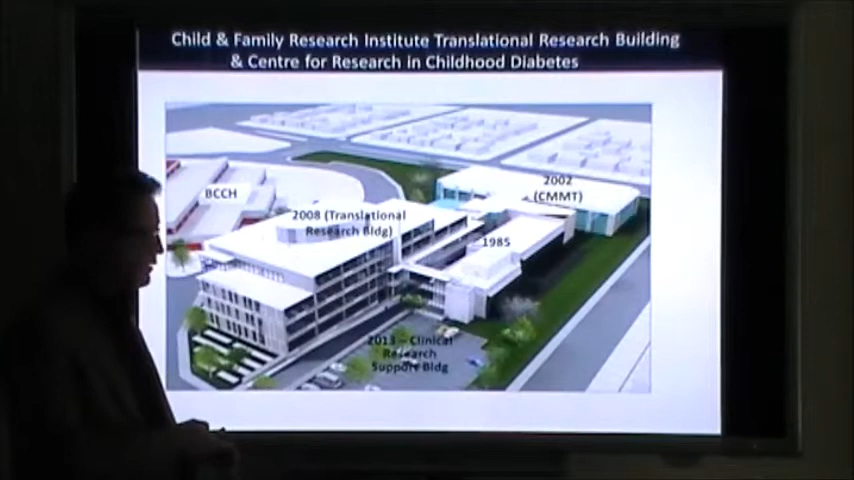 Child & Family Research Institute Translational Research Building
& Centre for Research in Childhood Diabetes
2002
(CMMT)
BCCH
2008 (Translational
Research Bldg)
1985
2013 – Clinical
Research
Support Bldg